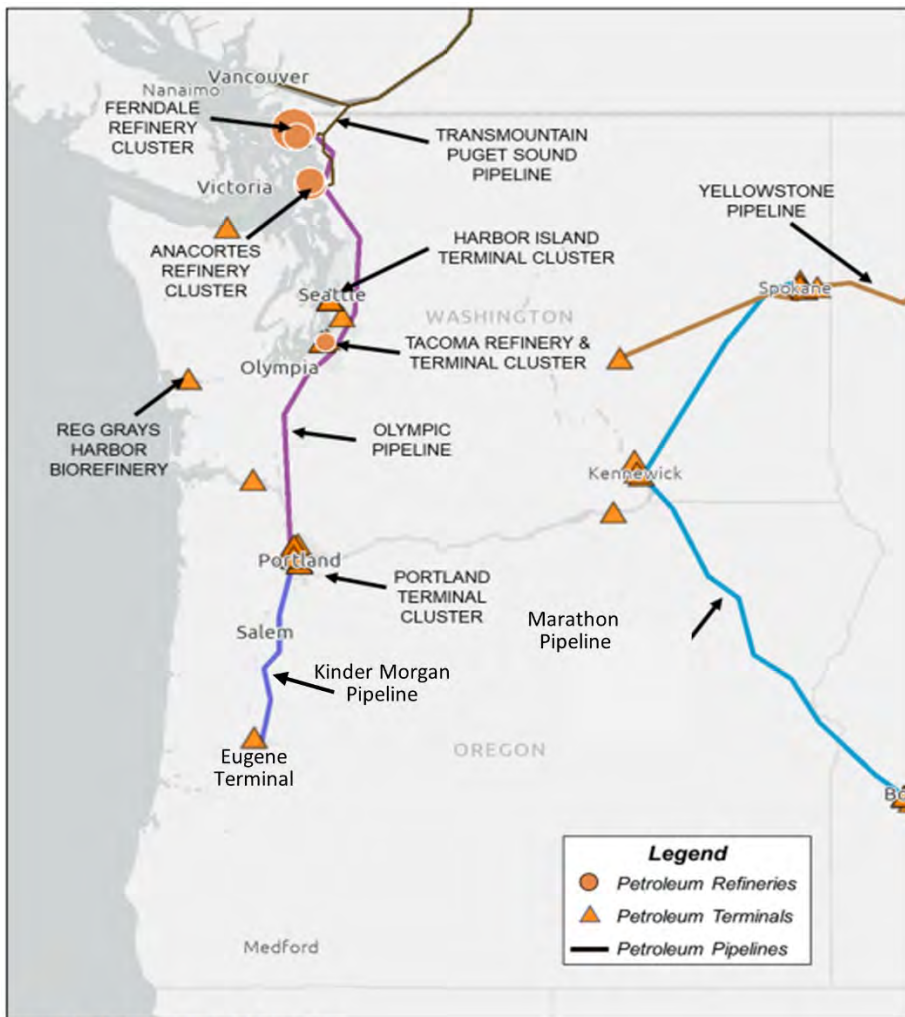 Vancouver
Nanaimo
FERNDALE
REFINERY
CLUSTER
TRANSMOUNTAIN
PUGET SOUND
PIPELINE
Victoria
YELLOWSTONE
PIPELINE
ANACORTES
REFINERY
CLUSTER
HARBOR ISLAND
TERMINAL CLUSTER
Seattle
Spokane
WASHINGTON
TACOMA REFINERY &
TERMINAL CLUSTER
Olympia
REG GRAYS
HARBOR
BIOREFINERY
OLYMPIC
PIPELINE
Kennewick
Portland
PORTLAND
TERMINAL
CLUSTER
Marathon
Pipeline
Salem
Kinder Morgan
Pipeline
Eugene
Terminal
OREGON
Bo
Legend
Petroleum Refineries
Petroleum Terminals
Petroleum Pipelines
Medford